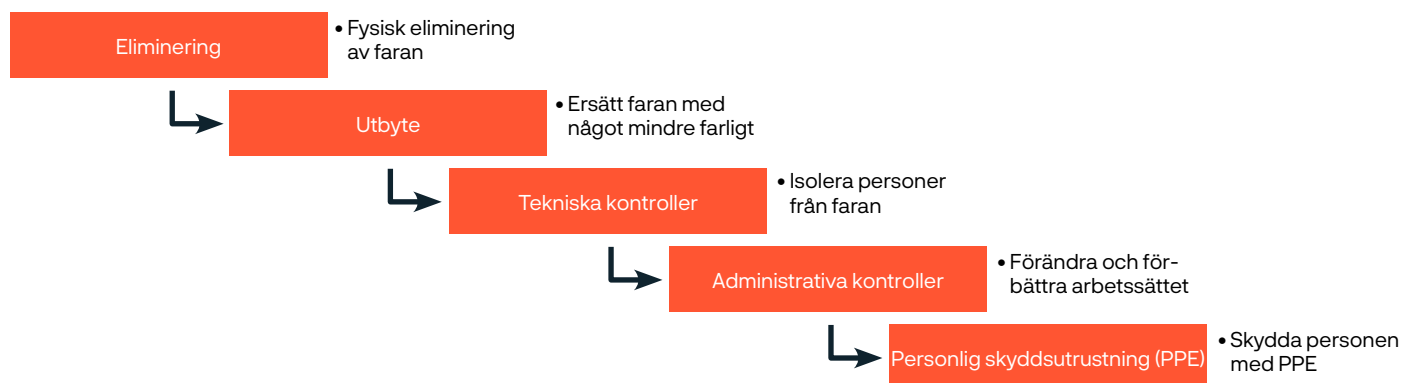 Eliminering
• Fysisk eliminering
av faran
Utbyte
• Ersätt faran med
något mindre farligt
Tekniska kontroller
• Isolera personer
från faran
Administrativa kontroller
• Förändra och för-
bättra arbetssättet
Personlig skyddsutrustning (PPE)
• Skydda personen
med PPE